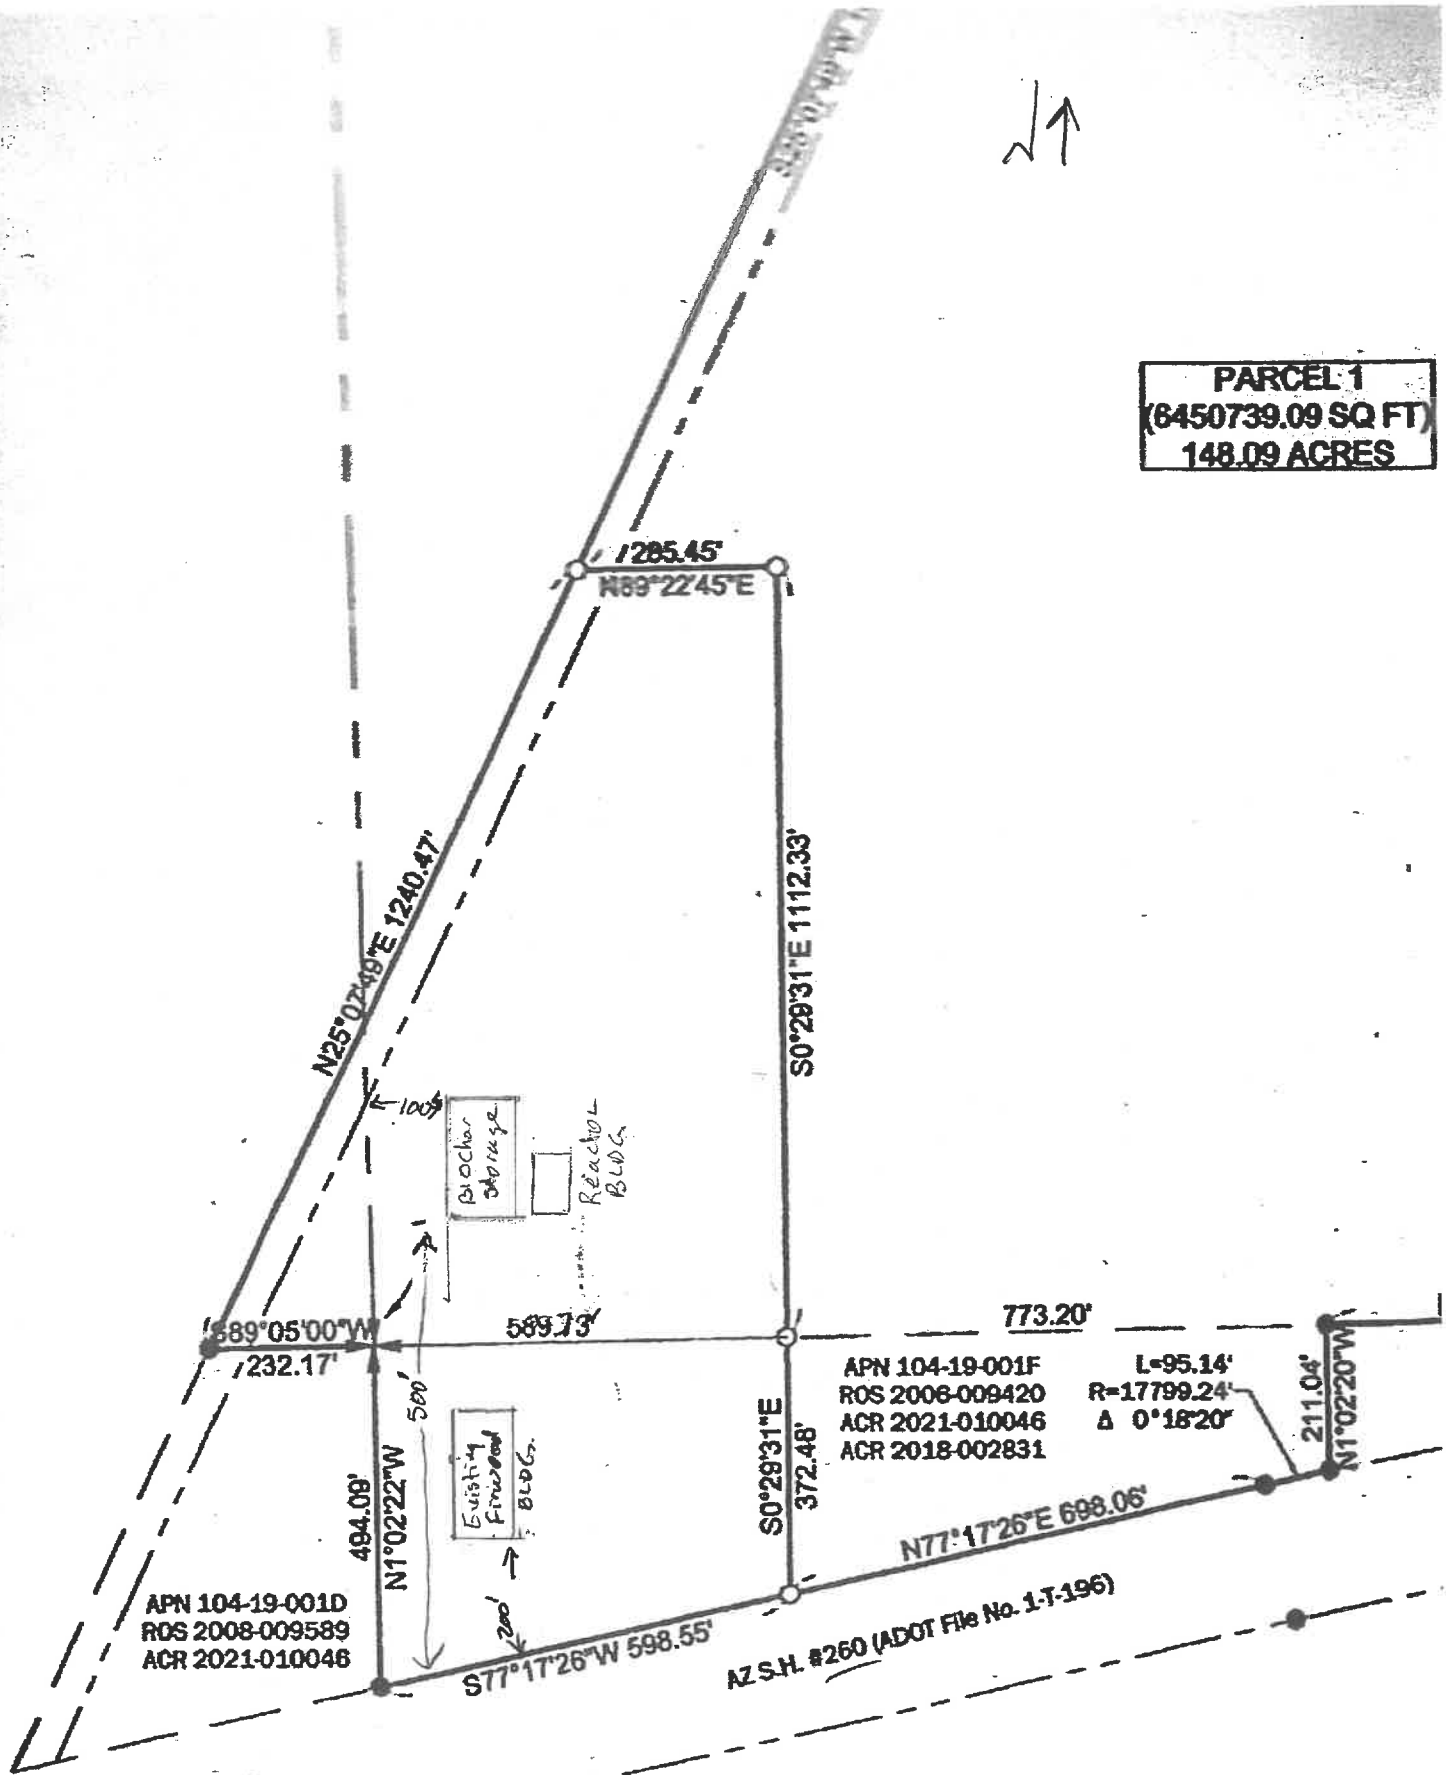 N↑
PARCEL 1
(6450739.09 SQ FT)
148.09 ACRES
285.45'
N89°22'45"E
N25°07'49"E 1240.47'
S0°29'31"E 1112.33'
←100'
Biochar
Storage
Reactor
BLDG
S89°05'00"W
232.17'
589.73'
773.20'
500'
494.09'
N1°02'22"W
Existing
Firewood
BLDG.
200'
S0°29'31"E
372.48'
APN 104-19-001F
ROS 2006-009420
ACR 2021-010046
ACR 2018-002831
L=95.14'
R=17799.24'
Δ 0°18'20"
211.04'
N1°02'20"W
N77°17'26"E 698.06'
APN 104-19-001D
ROS 2008-009589
ACR 2021-010046
S77°17'26"W 598.55'
AZ S.H. #260 (ADOT File No. 1-T-196)